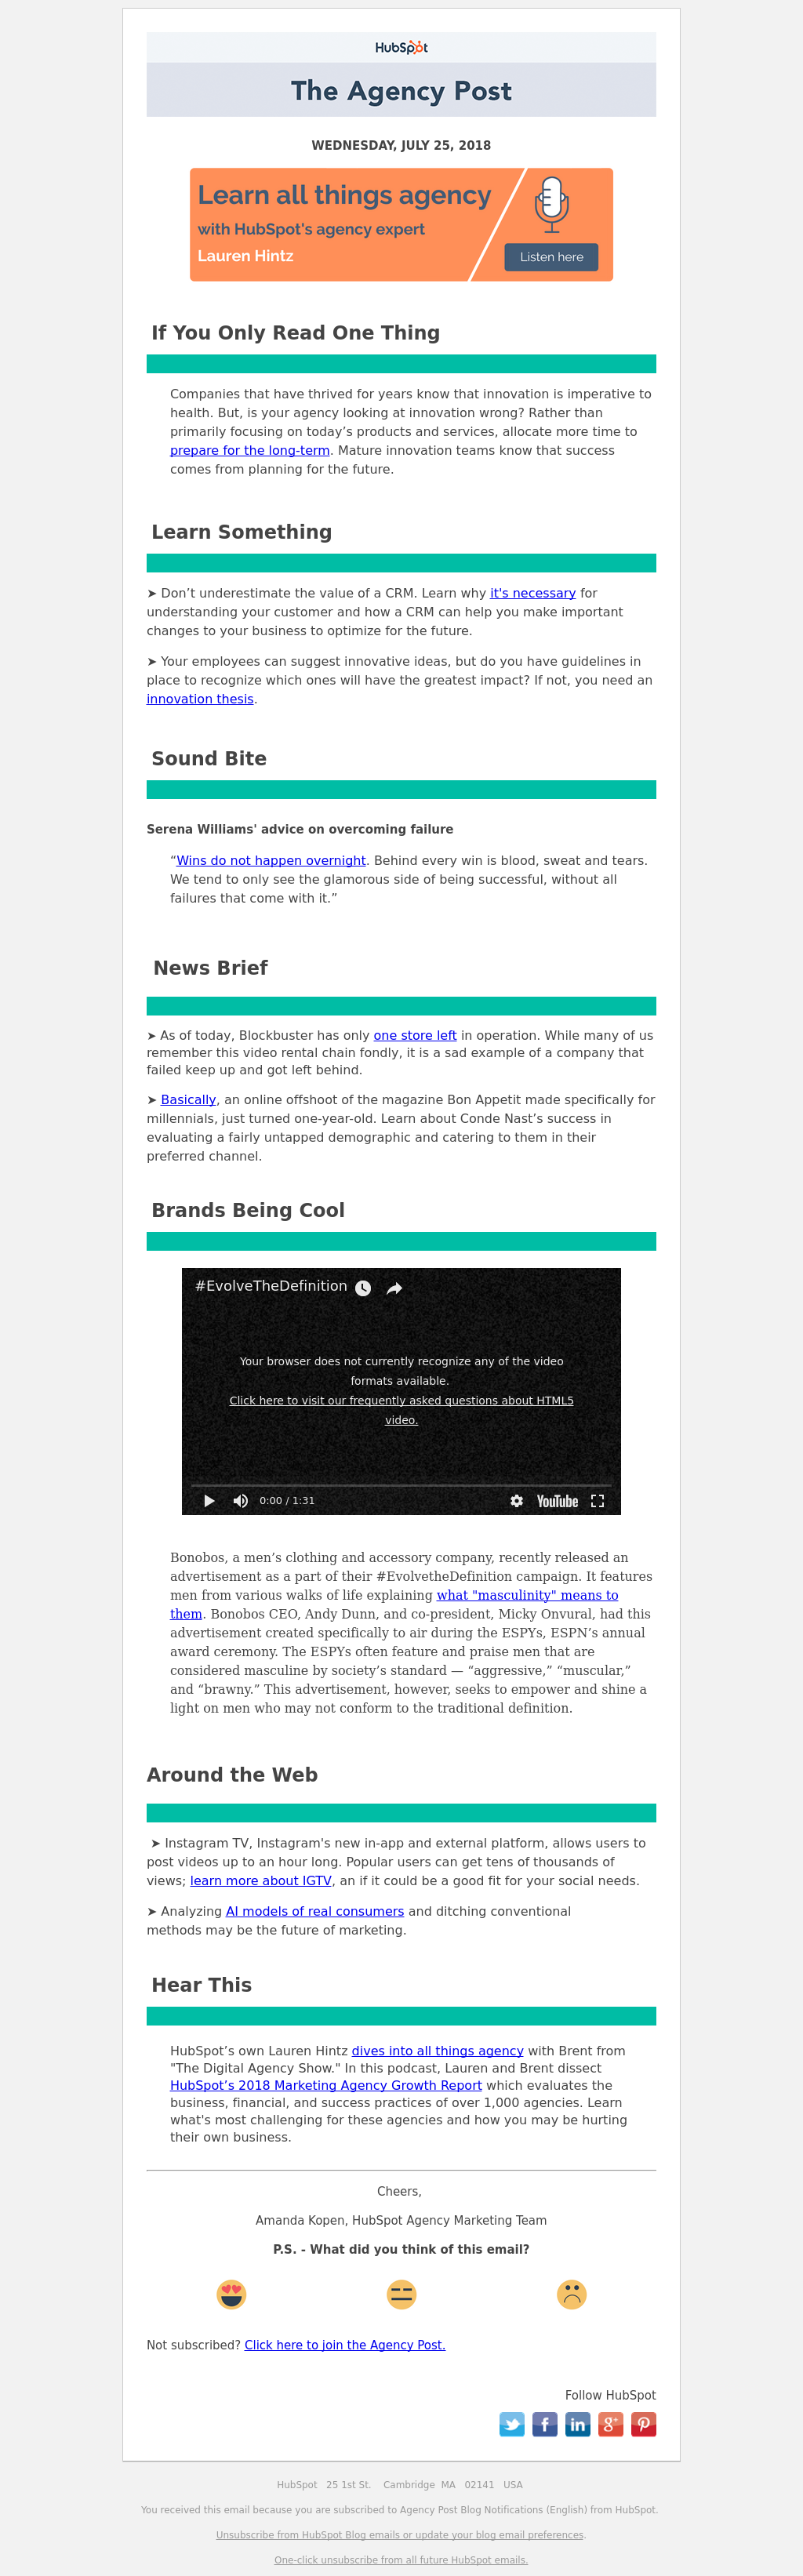 HubSpot
The Agency Post
WEDNESDAY, JULY 25, 2018
Learn all things agency
with HubSpot's agency expert
Lauren Hintz
Listen here
If You Only Read One Thing
Companies that have thrived for years know that innovation is imperative to
health. But, is your agency looking at innovation wrong? Rather than
primarily focusing on today’s products and services, allocate more time to
prepare for the long-term. Mature innovation teams know that success
comes from planning for the future.
Learn Something
➤ Don’t underestimate the value of a CRM. Learn why it's necessary for
understanding your customer and how a CRM can help you make important
changes to your business to optimize for the future.
➤ Your employees can suggest innovative ideas, but do you have guidelines in
place to recognize which ones will have the greatest impact? If not, you need an
innovation thesis.
Sound Bite
Serena Williams' advice on overcoming failure
“Wins do not happen overnight. Behind every win is blood, sweat and tears.
We tend to only see the glamorous side of being successful, without all
failures that come with it.”
News Brief
➤ As of today, Blockbuster has only one store left in operation. While many of us
remember this video rental chain fondly, it is a sad example of a company that
failed keep up and got left behind.
➤ Basically, an online offshoot of the magazine Bon Appetit made specifically for
millennials, just turned one-year-old. Learn about Conde Nast’s success in
evaluating a fairly untapped demographic and catering to them in their
preferred channel.
Brands Being Cool
#EvolveTheDefinition
Your browser does not currently recognize any of the video
formats available.
Click here to visit our frequently asked questions about HTML5
video.
0:00 / 1:31
YouTube
Bonobos, a men’s clothing and accessory company, recently released an
advertisement as a part of their #EvolvetheDefinition campaign. It features
men from various walks of life explaining what "masculinity" means to
them. Bonobos CEO, Andy Dunn, and co-president, Micky Onvural, had this
advertisement created specifically to air during the ESPYs, ESPN’s annual
award ceremony. The ESPYs often feature and praise men that are
considered masculine by society’s standard — “aggressive,” “muscular,”
and “brawny.” This advertisement, however, seeks to empower and shine a
light on men who may not conform to the traditional definition.
Around the Web
➤ Instagram TV, Instagram's new in-app and external platform, allows users to
post videos up to an hour long. Popular users can get tens of thousands of
views; learn more about IGTV, an if it could be a good fit for your social needs.
➤ Analyzing AI models of real consumers and ditching conventional
methods may be the future of marketing.
Hear This
HubSpot’s own Lauren Hintz dives into all things agency with Brent from
"The Digital Agency Show." In this podcast, Lauren and Brent dissect
HubSpot’s 2018 Marketing Agency Growth Report which evaluates the
business, financial, and success practices of over 1,000 agencies. Learn
what's most challenging for these agencies and how you may be hurting
their own business.
Cheers,
Amanda Kopen, HubSpot Agency Marketing Team
P.S. - What did you think of this email?
Not subscribed? Click here to join the Agency Post.
Follow HubSpot
HubSpot 25 1st St. Cambridge MA 02141 USA
You received this email because you are subscribed to Agency Post Blog Notifications (English) from HubSpot.
Unsubscribe from HubSpot Blog emails or update your blog email preferences.
One-click unsubscribe from all future HubSpot emails.